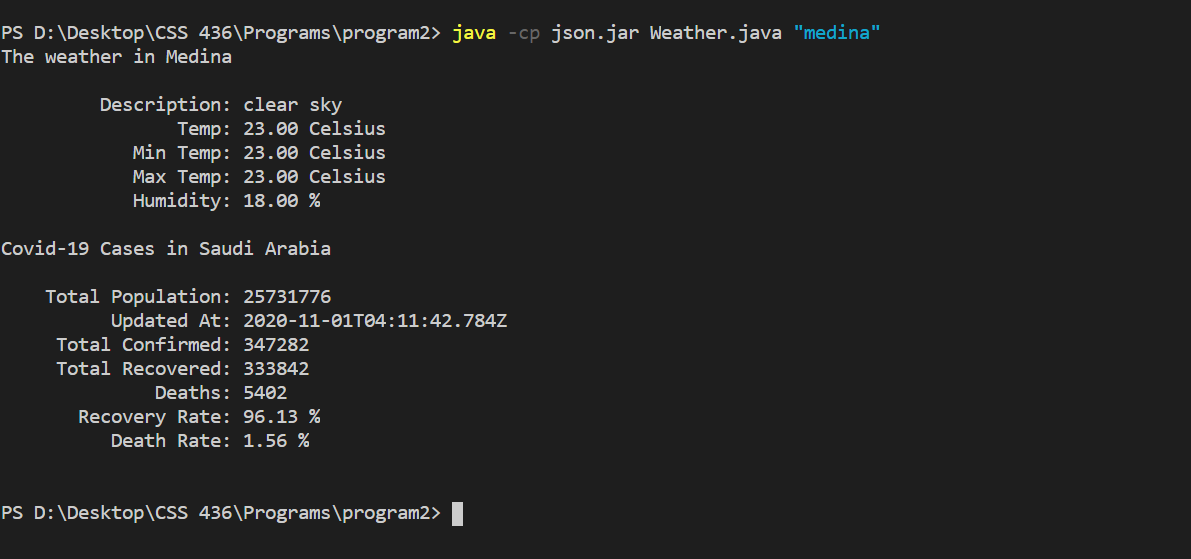 PS D:\Desktop\CSS 436\Programs\program2> java -cp json.jar Weather.java "medina"
The weather in Medina
Description: clear sky
Temp: 23.00 Celsius
Min Temp: 23.00 Celsius
Max Temp: 23.00 Celsius
Humidity: 18.00 %
Covid-19 Cases in Saudi Arabia
Total Population: 25731776
Updated At: 2020-11-01T04:11:42.784Z
Total Confirmed: 347282
Total Recovered: 333842
Deaths: 5402
Recovery Rate: 96.13 %
Death Rate: 1.56 %
PS D:\Desktop\CSS 436\Programs\program2>